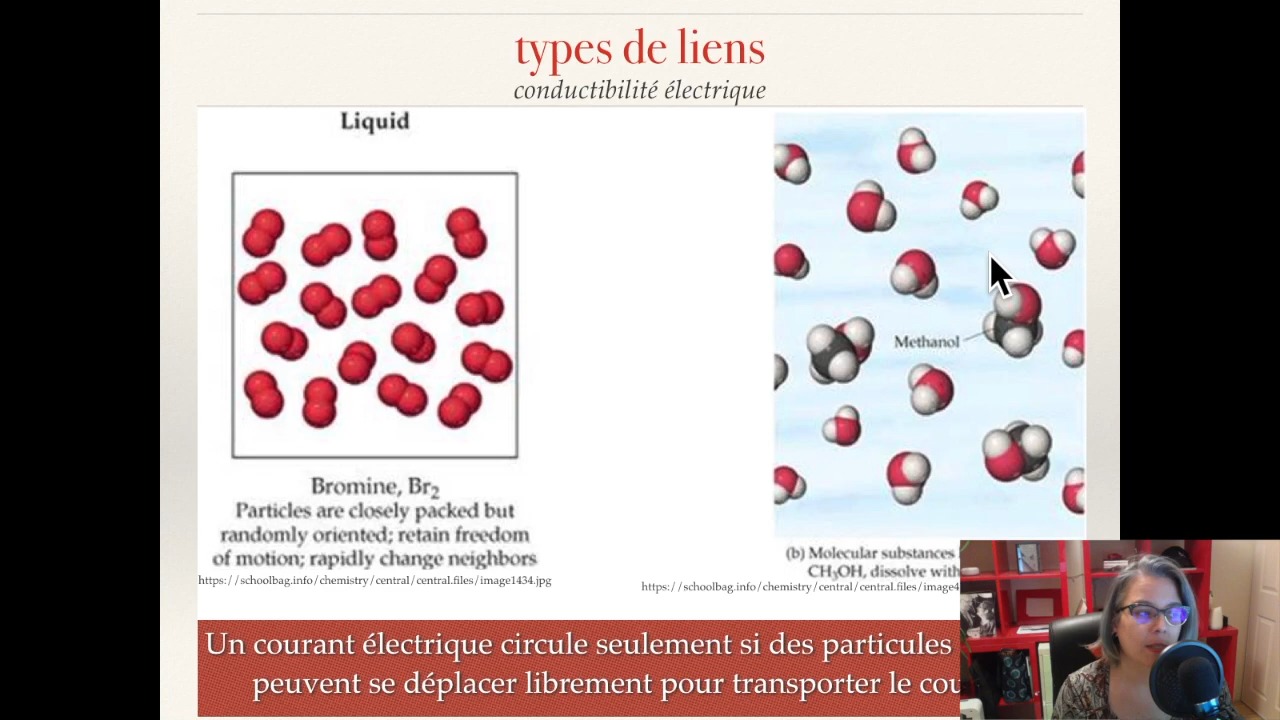 types de liens
conductibilité électrique
Liquid
Bromine, Br₂
Particles are closely packed but
randomly oriented; retain freedom
of motion; rapidly change neighbors
https://schoolbag.info/chemistry/central/central.files/image1434.jpg
Methanol
(b) Molecular substances
CH₃OH, dissolve with
https://schoolbag.info/chemistry/central/central.files/image4
Un courant électrique circule seulement si des particules
peuvent se déplacer librement pour transporter le cou